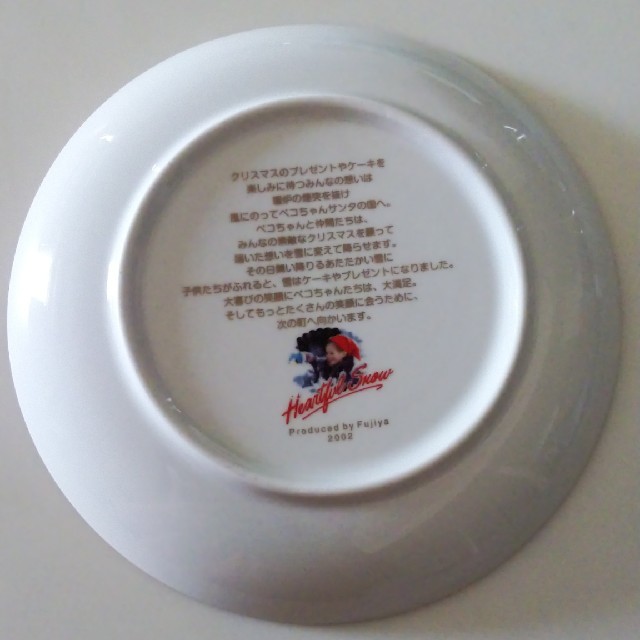 クリスマスのプレゼントやケーキを
楽しみに待つみんなの想いは
暖炉の煙突を抜け
風にのってペコちゃんサンタの国へ。
ペコちゃんと仲間たちは、
みんなの素敵なクリスマスを願って
届いた想いを雪に変えて降らせます。
その日舞い降りるあたたかい雪に
子供たちがふれると、雪はケーキやプレゼントになりました。
大喜びの笑顔にペコちゃんたちは、大満足。
そしてもっとたくさんの笑顔に会うために、
次の町へ向かいます。
Heartful Snow
Produced by Fujiya
2002